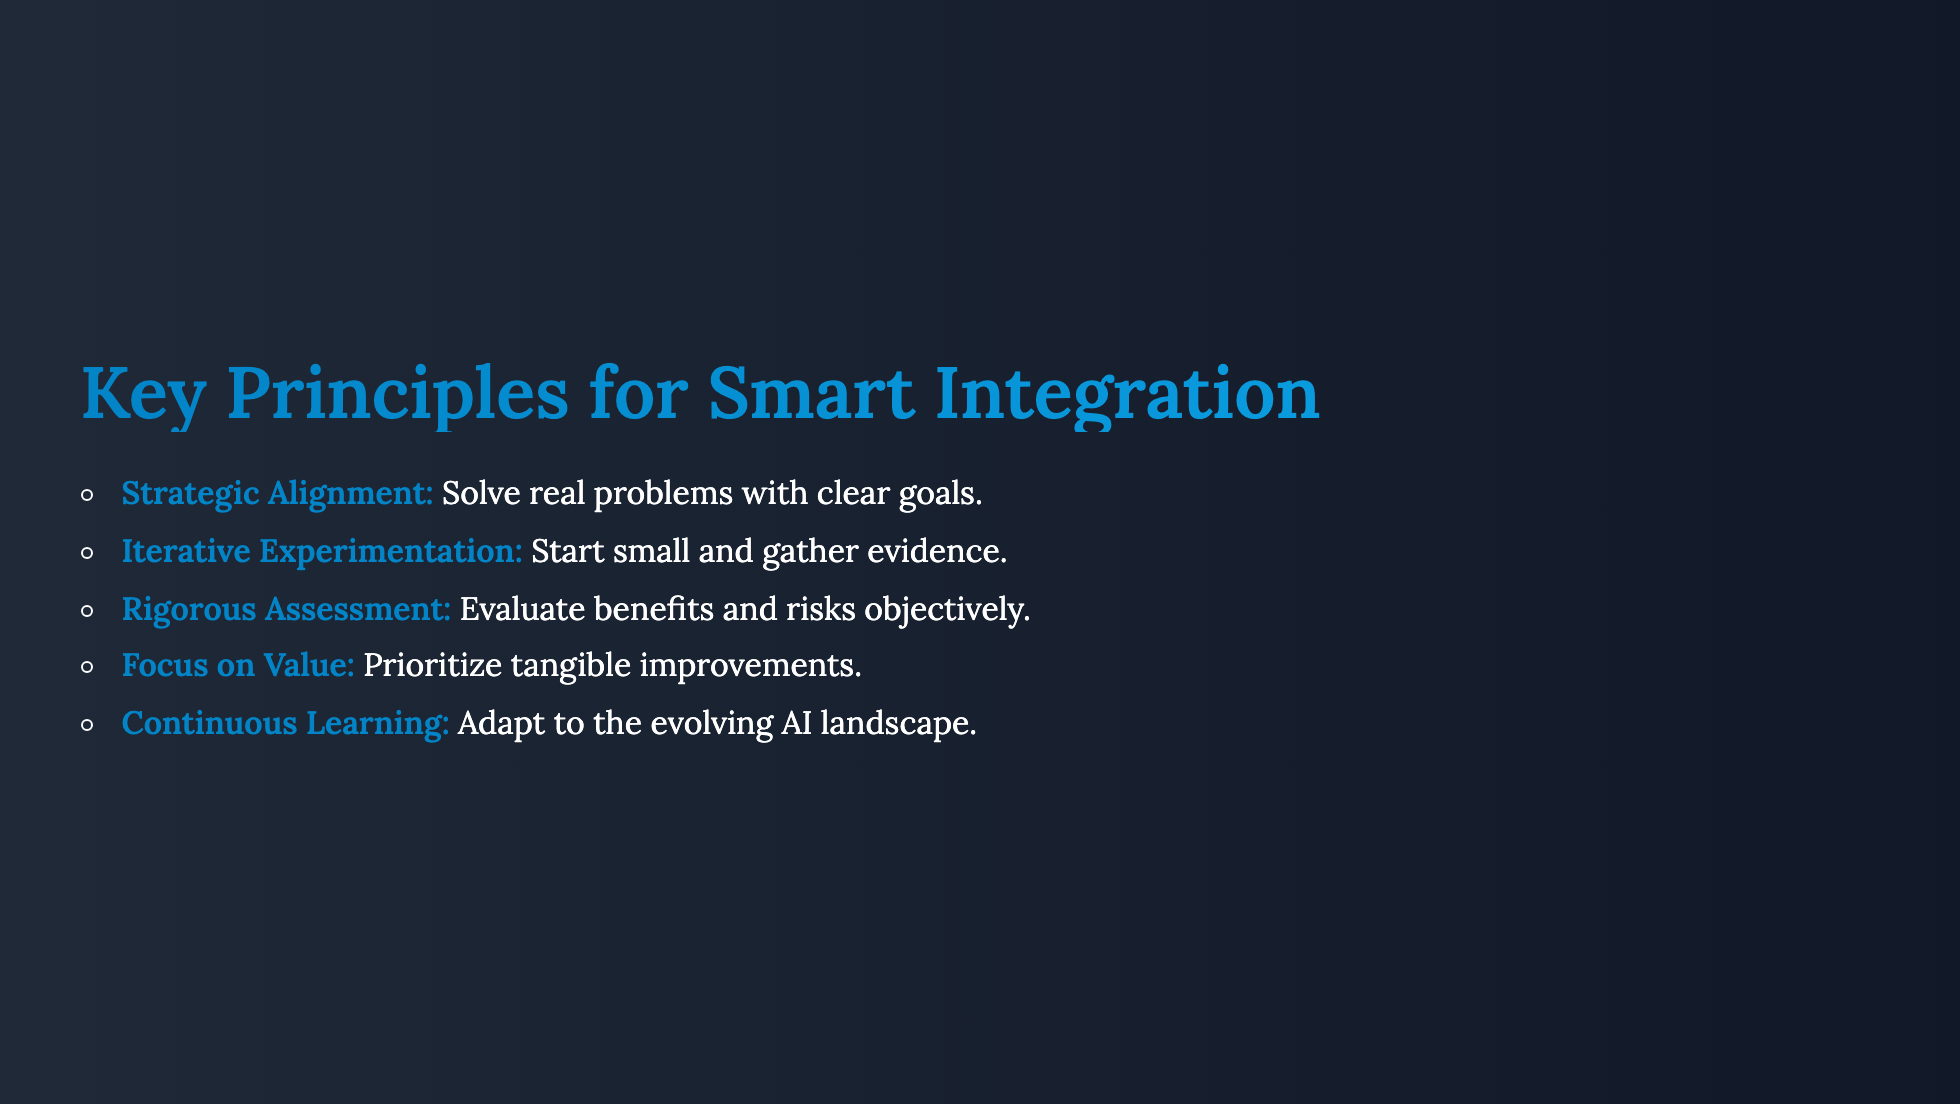 Key Principles for Smart Integration
Strategic Alignment: Solve real problems with clear goals.
Iterative Experimentation: Start small and gather evidence.
Rigorous Assessment: Evaluate benefits and risks objectively.
Focus on Value: Prioritize tangible improvements.
Continuous Learning: Adapt to the evolving AI landscape.